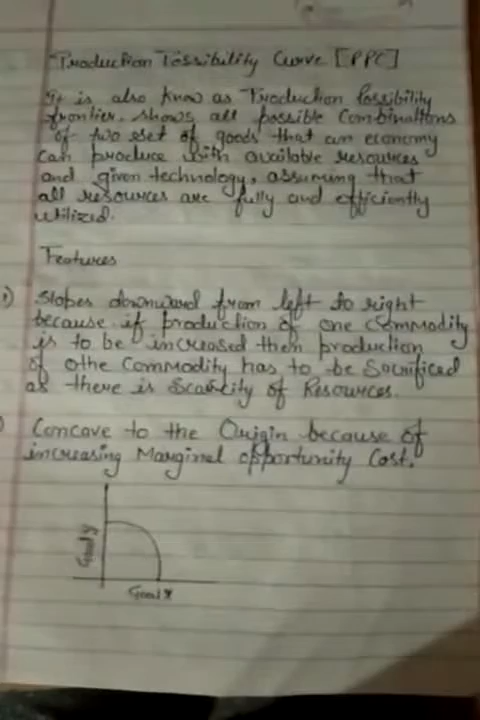 Production Possibility Curve [PPC]
It is also know as Production Possibility
frontier. shows all possible Combinations
of two set of goods that an economy
can produce with available resources
and given technology, assuming that
all resources are fully and efficiently
utilized.
Features
1) Slopes downward from left to right
because if production of one Commodity
is to be increased them production
of othe Commodity has to be Sacrificed
as there is Scarcity of Resources.
) Concave to the Origin because of
increasing Marginal opportunity Cost.
Good y
Good X